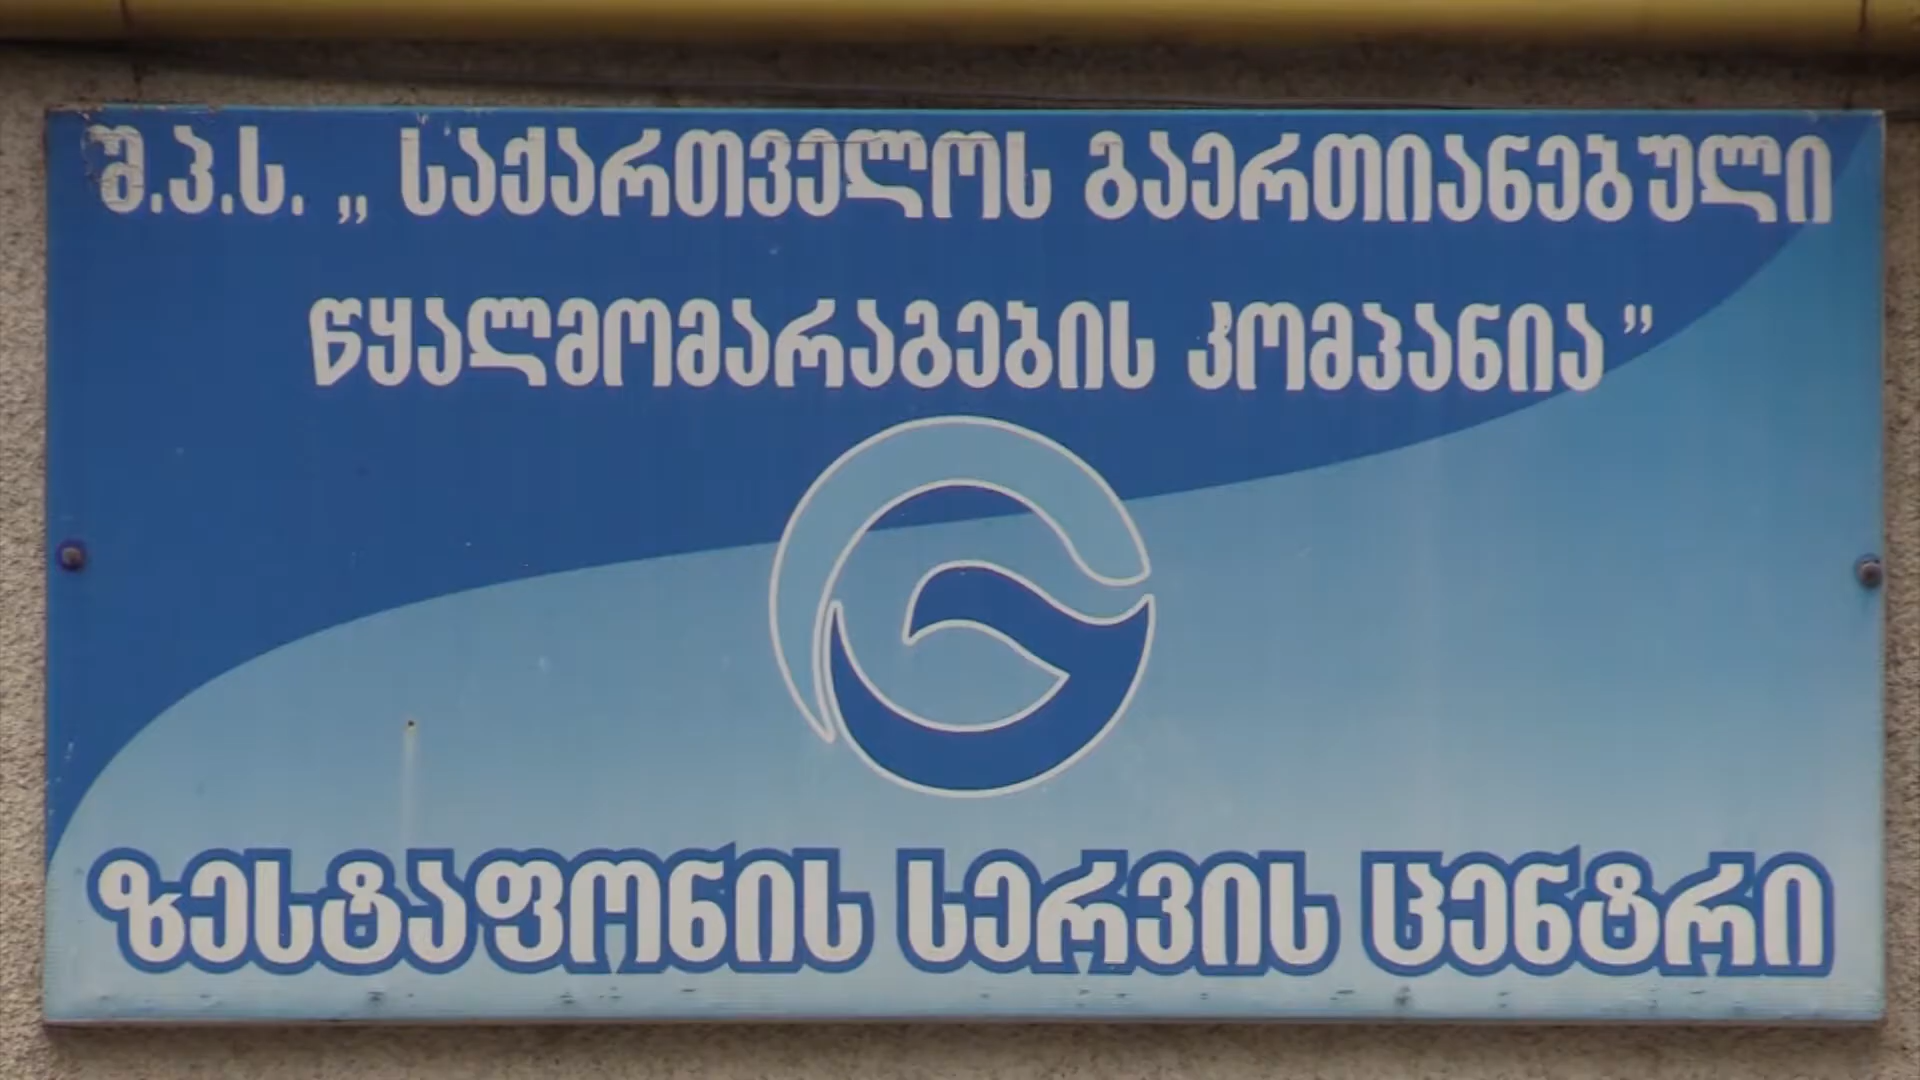 შ.პ.ს. „ საქართველოს გაერთიანებული
წყალმომარაგების კომპანია ”
ზესტაფონის სერვის ცენტრი